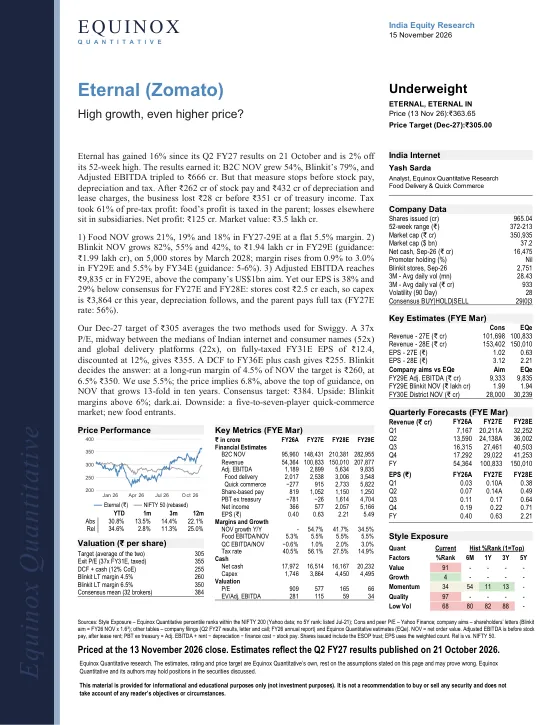 EQUINOX
QUANTITATIVE
India Equity Research
15 November 2026
Eternal (Zomato)
High growth, even higher price?
Underweight
ETERNAL, ETERNAL IN
Price (13 Nov 26):₹363.65
Price Target (Dec-27):₹305.00
Eternal has gained 16% since its Q2 FY27 results on 21 October and is 2% off
its 52-week high. The results earned it: B2C NOV grew 54%, Blinkit's 79%, and
Adjusted EBITDA tripled to ₹666 cr. But that measure stops before stock pay,
depreciation and tax. After ₹262 cr of stock pay and ₹432 cr of depreciation and
lease charges, the business lost ₹28 cr before ₹351 cr of treasury income. Tax
took 61% of pre-tax profit: food's profit is taxed in the parent; losses elsewhere
sit in subsidiaries. Net profit: ₹125 cr. Market value: ₹3.5 lakh cr.
1) Food NOV grows 21%, 19% and 18% in FY27-29E at a flat 5.5% margin. 2)
Blinkit NOV grows 82%, 55% and 42%, to ₹1.94 lakh cr in FY29E (guidance:
₹1.99 lakh cr), on 5,000 stores by March 2028; margin rises from 0.9% to 3.0%
in FY29E and 5.5% by FY34E (guidance: 5-6%). 3) Adjusted EBITDA reaches
₹9,835 cr in FY29E, above the company's US$1bn aim. Yet our EPS is 38% and
29% below consensus for FY27E and FY28E: stores cost ₹2.5 cr each, so capex
is ₹3,864 cr this year, depreciation follows, and the parent pays full tax (FY27E
rate: 56%).
Our Dec-27 target of ₹305 averages the two methods used for Swiggy. A 37x
P/E, midway between the medians of Indian internet and consumer names (52x)
and global delivery platforms (22x), on fully-taxed FY31E EPS of ₹12.4,
discounted at 12%, gives ₹355. A DCF to FY36E plus cash gives ₹255. Blinkit
decides the answer: at a long-run margin of 4.5% of NOV the target is ₹260, at
6.5% ₹350. We use 5.5%; the price implies 6.8%, above the top of guidance, on
NOV that grows 13-fold in ten years. Consensus target: ₹384. Upside: Blinkit
margins above 6%; dark.ai. Downside: a five-to-seven-player quick-commerce
market; new food entrants.
India Internet
Yash Sarda
Analyst, Equinox Quantitative Research
Food Delivery & Quick Commerce
Company Data
Shares issued (cr) 965.04
52-week range (₹) 372-213
Market cap (₹ cr) 350,935
Market cap ($ bn) 37.2
Net cash, Sep-26 (₹ cr) 16,475
Promoter holding (%) Nil
Blinkit stores, Sep-26 2,751
3M - Avg daily vol (mn) 28.43
3M - Avg daily val (₹ cr) 933
Volatility (90 Day) 28
Consensus BUY|HOLD|SELL 29|0|3
Key Estimates (FYE Mar)
Cons EQe
Revenue - 27E (₹ cr) 101,698 100,833
Revenue - 28E (₹ cr) 153,402 150,010
EPS - 27E (₹) 1.02 0.63
EPS - 28E (₹) 3.12 2.21
Company aims vs EQe Aim EQe
FY29E Adj. EBITDA (₹ cr) 9,333 9,835
FY29E Blinkit NOV (₹ lakh cr) 1.99 1.94
FY30E District NOV (₹ cr) 28,000 30,239
Quarterly Forecasts (FYE Mar)
Revenue (₹ cr) FY26A FY27E FY28E
Q1 7,167 20,211A 32,252
Q2 13,590 24,138A 36,002
Q3 16,315 27,461 40,503
Q4 17,292 29,022 41,253
FY 54,364 100,833 150,010
EPS (₹) FY26A FY27E FY28E
Q1 0.03 0.10A 0.38
Q2 0.07 0.14A 0.49
Q3 0.11 0.17 0.64
Q4 0.19 0.22 0.71
FY 0.40 0.63 2.21
Style Exposure
Quant Current Hist %Rank (1=Top)
Factors %Rank 6M 1Y 3Y 5Y
Value 91
Growth 4 -
Momentum 34 54 11 13 -
Quality 97 -
Low Vol 68 80 82 88 -
Price Performance
400
350
300
250
200
Jan 26 Apr 26 Jul 26 Oct 26
Eternal (₹) NIFTY 50 (rebased)
YTD 1m 3m 12m
Abs 30.8% 13.5% 14.4% 22.1%
Rel 34.6% 2.8% 11.3% 25.0%
Valuation (₹ per share)
Target (average of the two) 305
Exit P/E (37x FY31E, taxed) 355
DCF + cash (12% CoE) 255
Blinkit LT margin 4.5% 260
Blinkit LT margin 6.5% 350
Consensus mean (32 brokers) 384
Key Metrics (FYE Mar)
₹ in crore FY26A FY27E FY28E FY29E
Financial Estimates
B2C NOV 95,960 148,431 210,381 282,955
Revenue 54,364 100,833 150,010 207,877
Adj. EBITDA 1,189 2,899 5,634 9,835
Food delivery 2,017 2,538 3,006 3,548
Quick commerce −277 915 2,733 5,822
Share-based pay 819 1,052 1,150 1,250
PBT ex treasury −781 −26 1,614 4,704
Net income 366 577 2,057 5,166
EPS (₹) 0.40 0.63 2.21 5.49
Margins and Growth
NOV growth Y/Y - 54.7% 41.7% 34.5%
Food EBITDA/NOV 5.3% 5.5% 5.5% 5.5%
QC EBITDA/NOV −0.6% 1.0% 2.0% 3.0%
Tax rate 40.5% 56.1% 27.5% 14.9%
Cash
Net cash 17,972 16,514 16,167 20,232
Capex 1,746 3,864 4,450 4,495
Valuation
P/E 909 577 165 66
EV/Adj. EBITDA 281 115 59 34
Priced at the 13 November 2026 close. Estimates reflect the Q2 FY27 results published on 21 October 2026.
Equinox Quantitative research. The estimates, rating and price target are Equinox Quantitative's own, rest on the assumptions stated on this page and may prove wrong. Equinox
Quantitative and its authors may hold positions in the securities discussed.
This material is provided for informational and educational purposes only (not investment purposes). It is not a recommendation to buy or sell any security and does not
take account of any reader's objectives or circumstances.
Equinox Quantitative